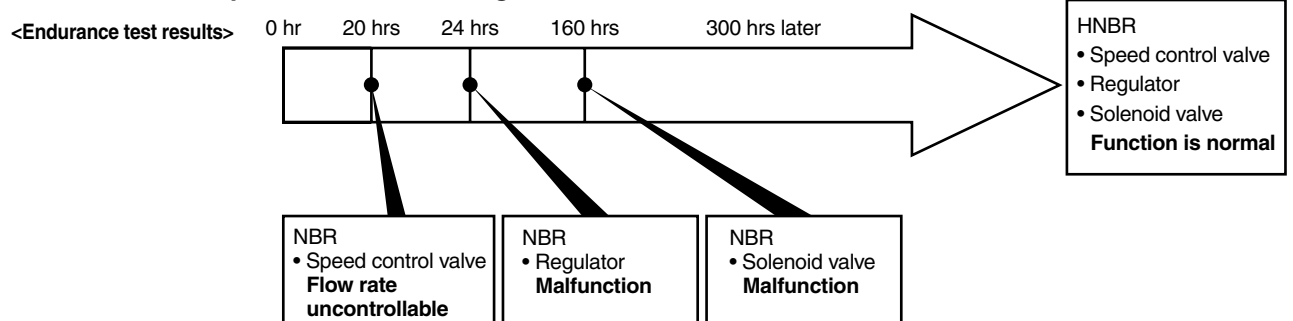 <Endurance test results>
0 hr 20 hrs 24 hrs 160 hrs 300 hrs later
HNBR
• Speed control valve
• Regulator
• Solenoid valve
Function is normal
NBR
• Speed control valve
Flow rate
uncontrollable
NBR
• Regulator
Malfunction
NBR
• Solenoid valve
Malfunction